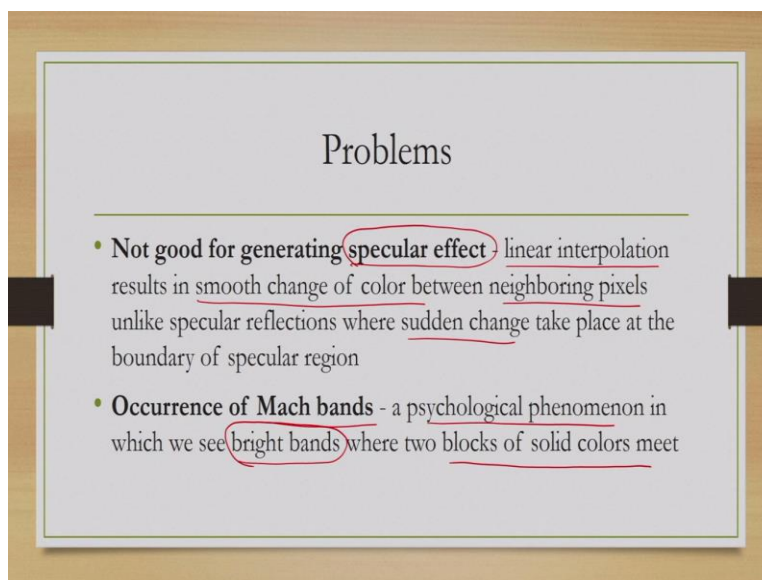 Problems
• Not good for generating specular effect - linear interpolation
results in smooth change of color between neighboring pixels
unlike specular reflections where sudden change take place at the
boundary of specular region
• Occurrence of Mach bands - a psychological phenomenon in
which we see bright bands where two blocks of solid colors meet